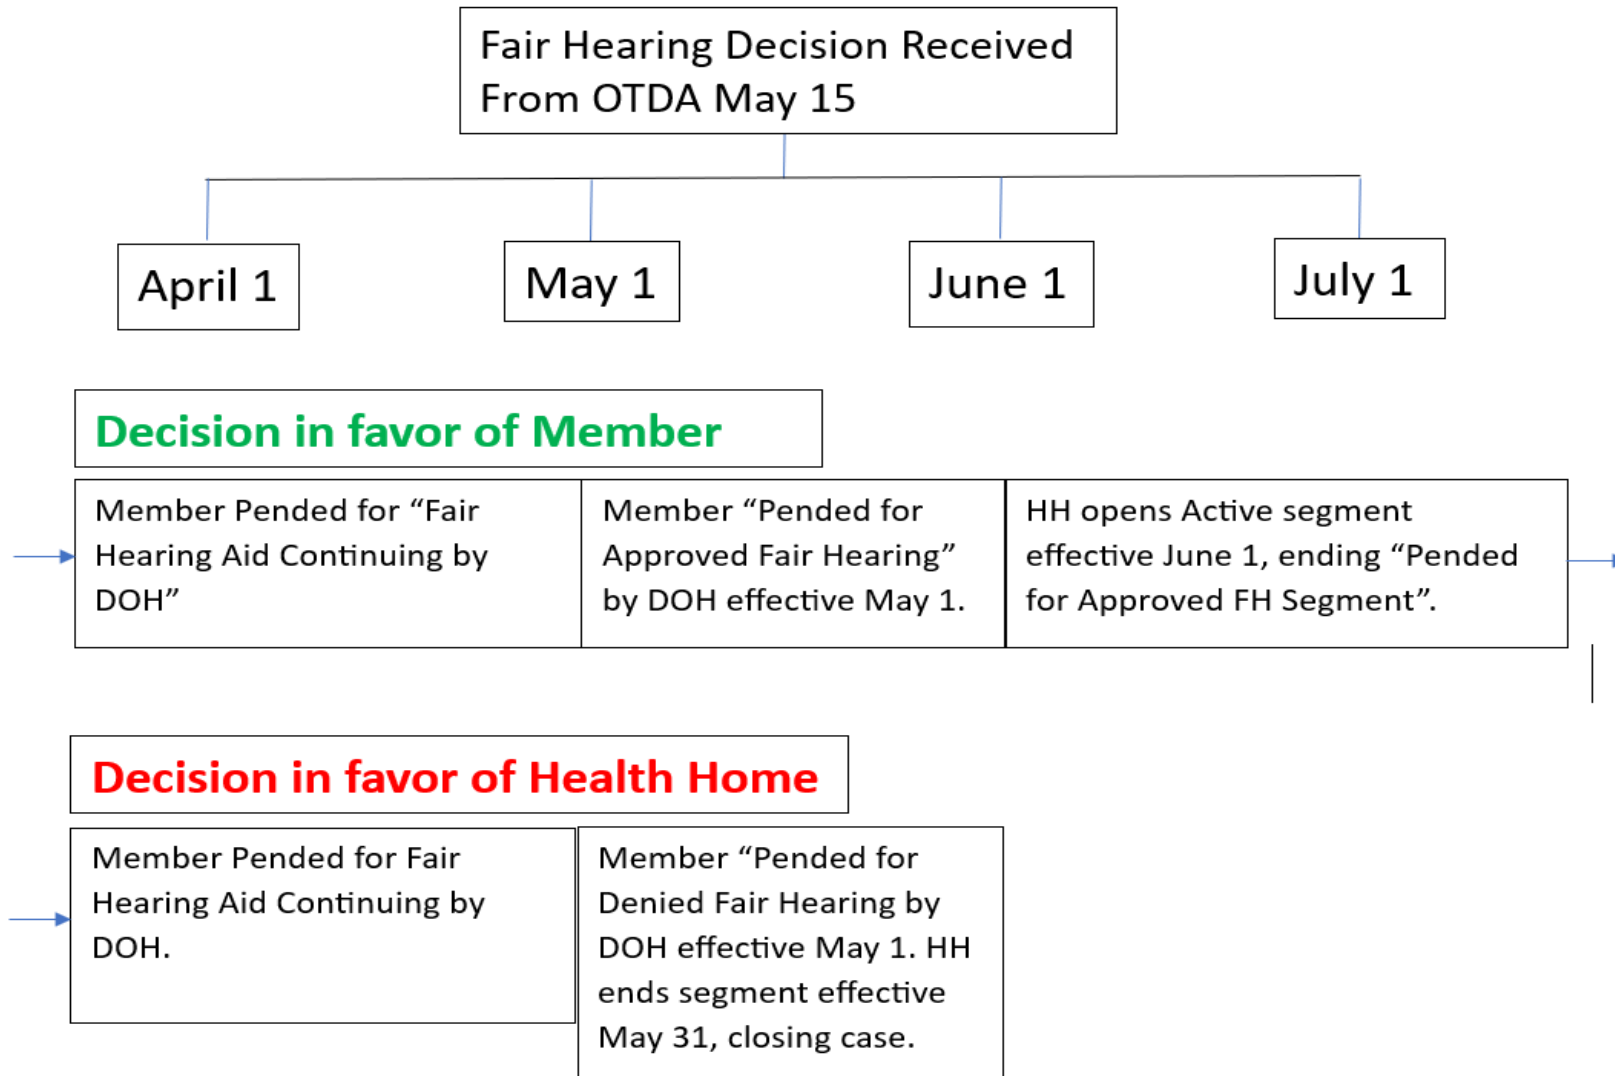 Fair Hearing Decision Received
From OTDA May 15
April 1
May 1
June 1
July 1
Decision in favor of Member
Member Pended for “Fair
Hearing Aid Continuing by
DOH”
Member “Pended for
Approved Fair Hearing”
by DOH effective May 1.
HH opens Active segment
effective June 1, ending “Pended
for Approved FH Segment”.
Decision in favor of Health Home
Member Pended for Fair
Hearing Aid Continuing by
DOH.
Member “Pended for
Denied Fair Hearing by
DOH effective May 1. HH
ends segment effective
May 31, closing case.